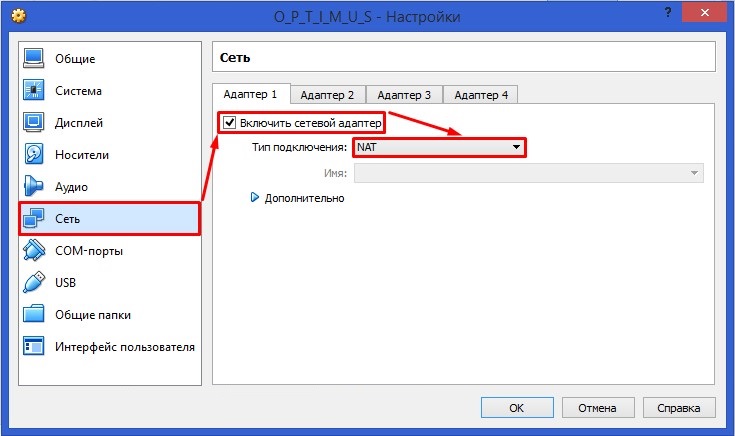 O_P_T_I_M_U_S - Настройки
?
Общие
Система
Дисплей
Носители
Аудио
Сеть
COM-порты
USB
Общие папки
Интерфейс пользователя
Сеть
Адаптер 1 Адаптер 2 Адаптер 3 Адаптер 4
Включить сетевой адаптер
Тип подключения: NAT
Имя:
Дополнительно
OK Отмена Справка